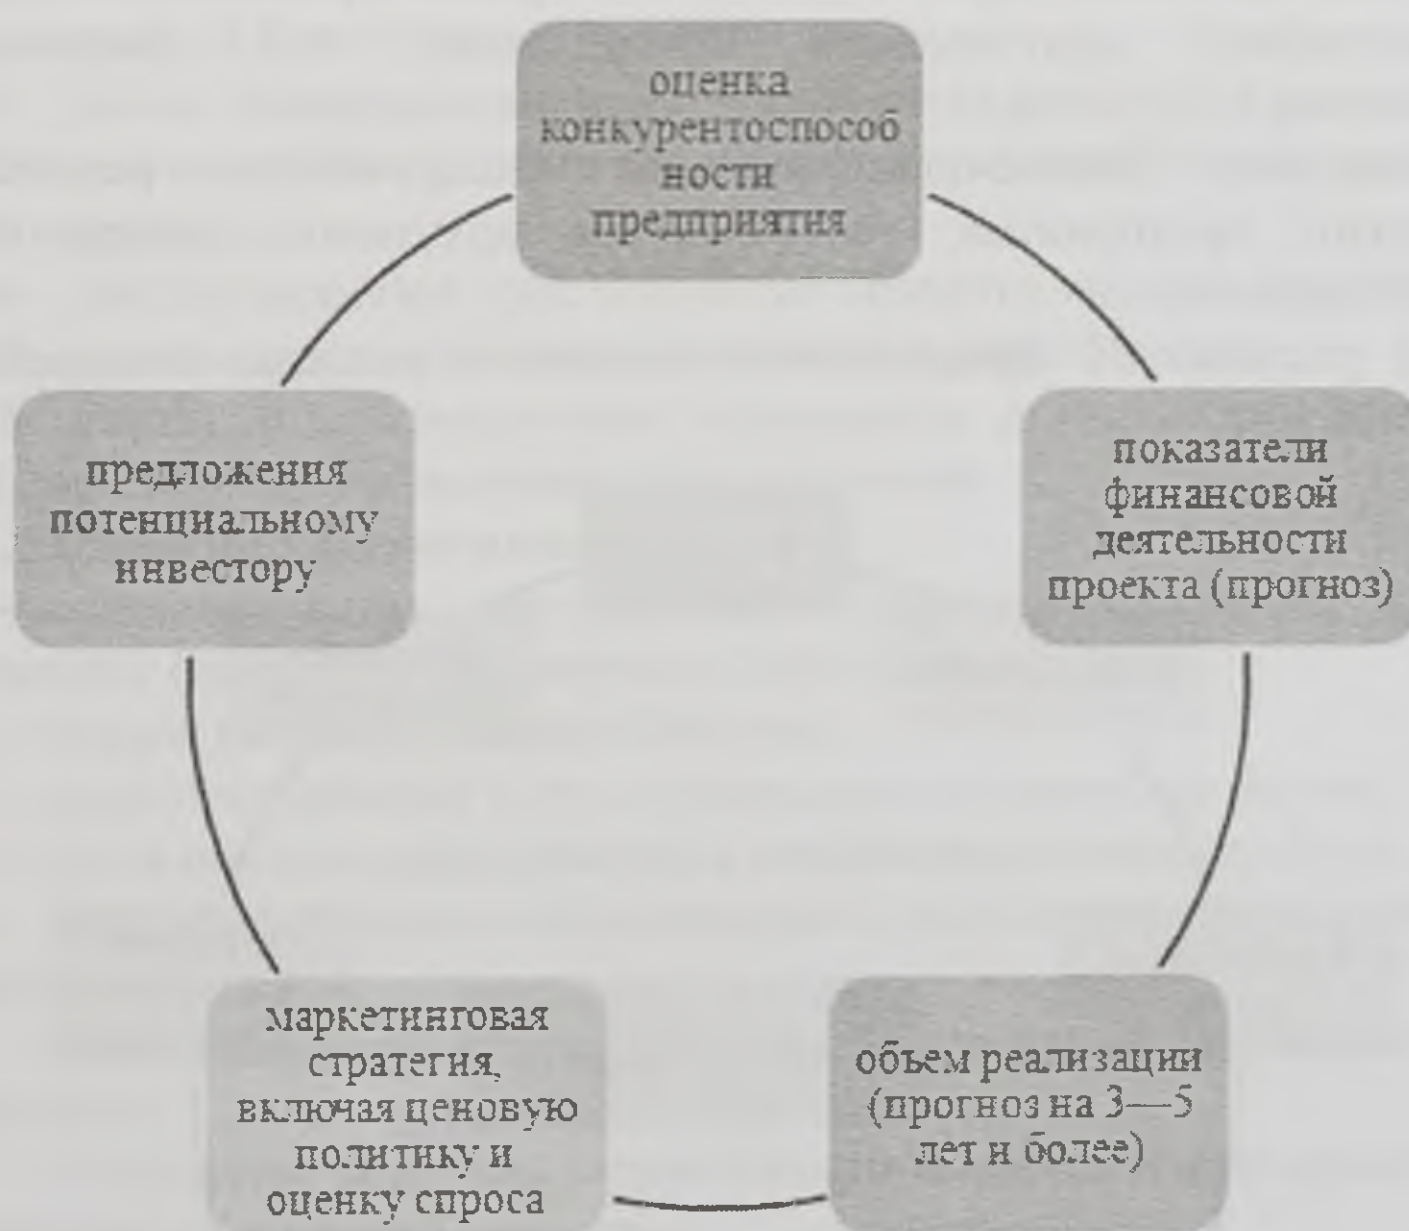 оценка
конкурентоспособ
ности
предприятия
предложения
потенциальному
инвестору
показатели
финансовой
деятельности
проекта (прогноз)
маркетинговая
стратегия,
включая ценовую
политику и
оценку спроса
объем реализации
(прогноз на 3—5
лет и более)